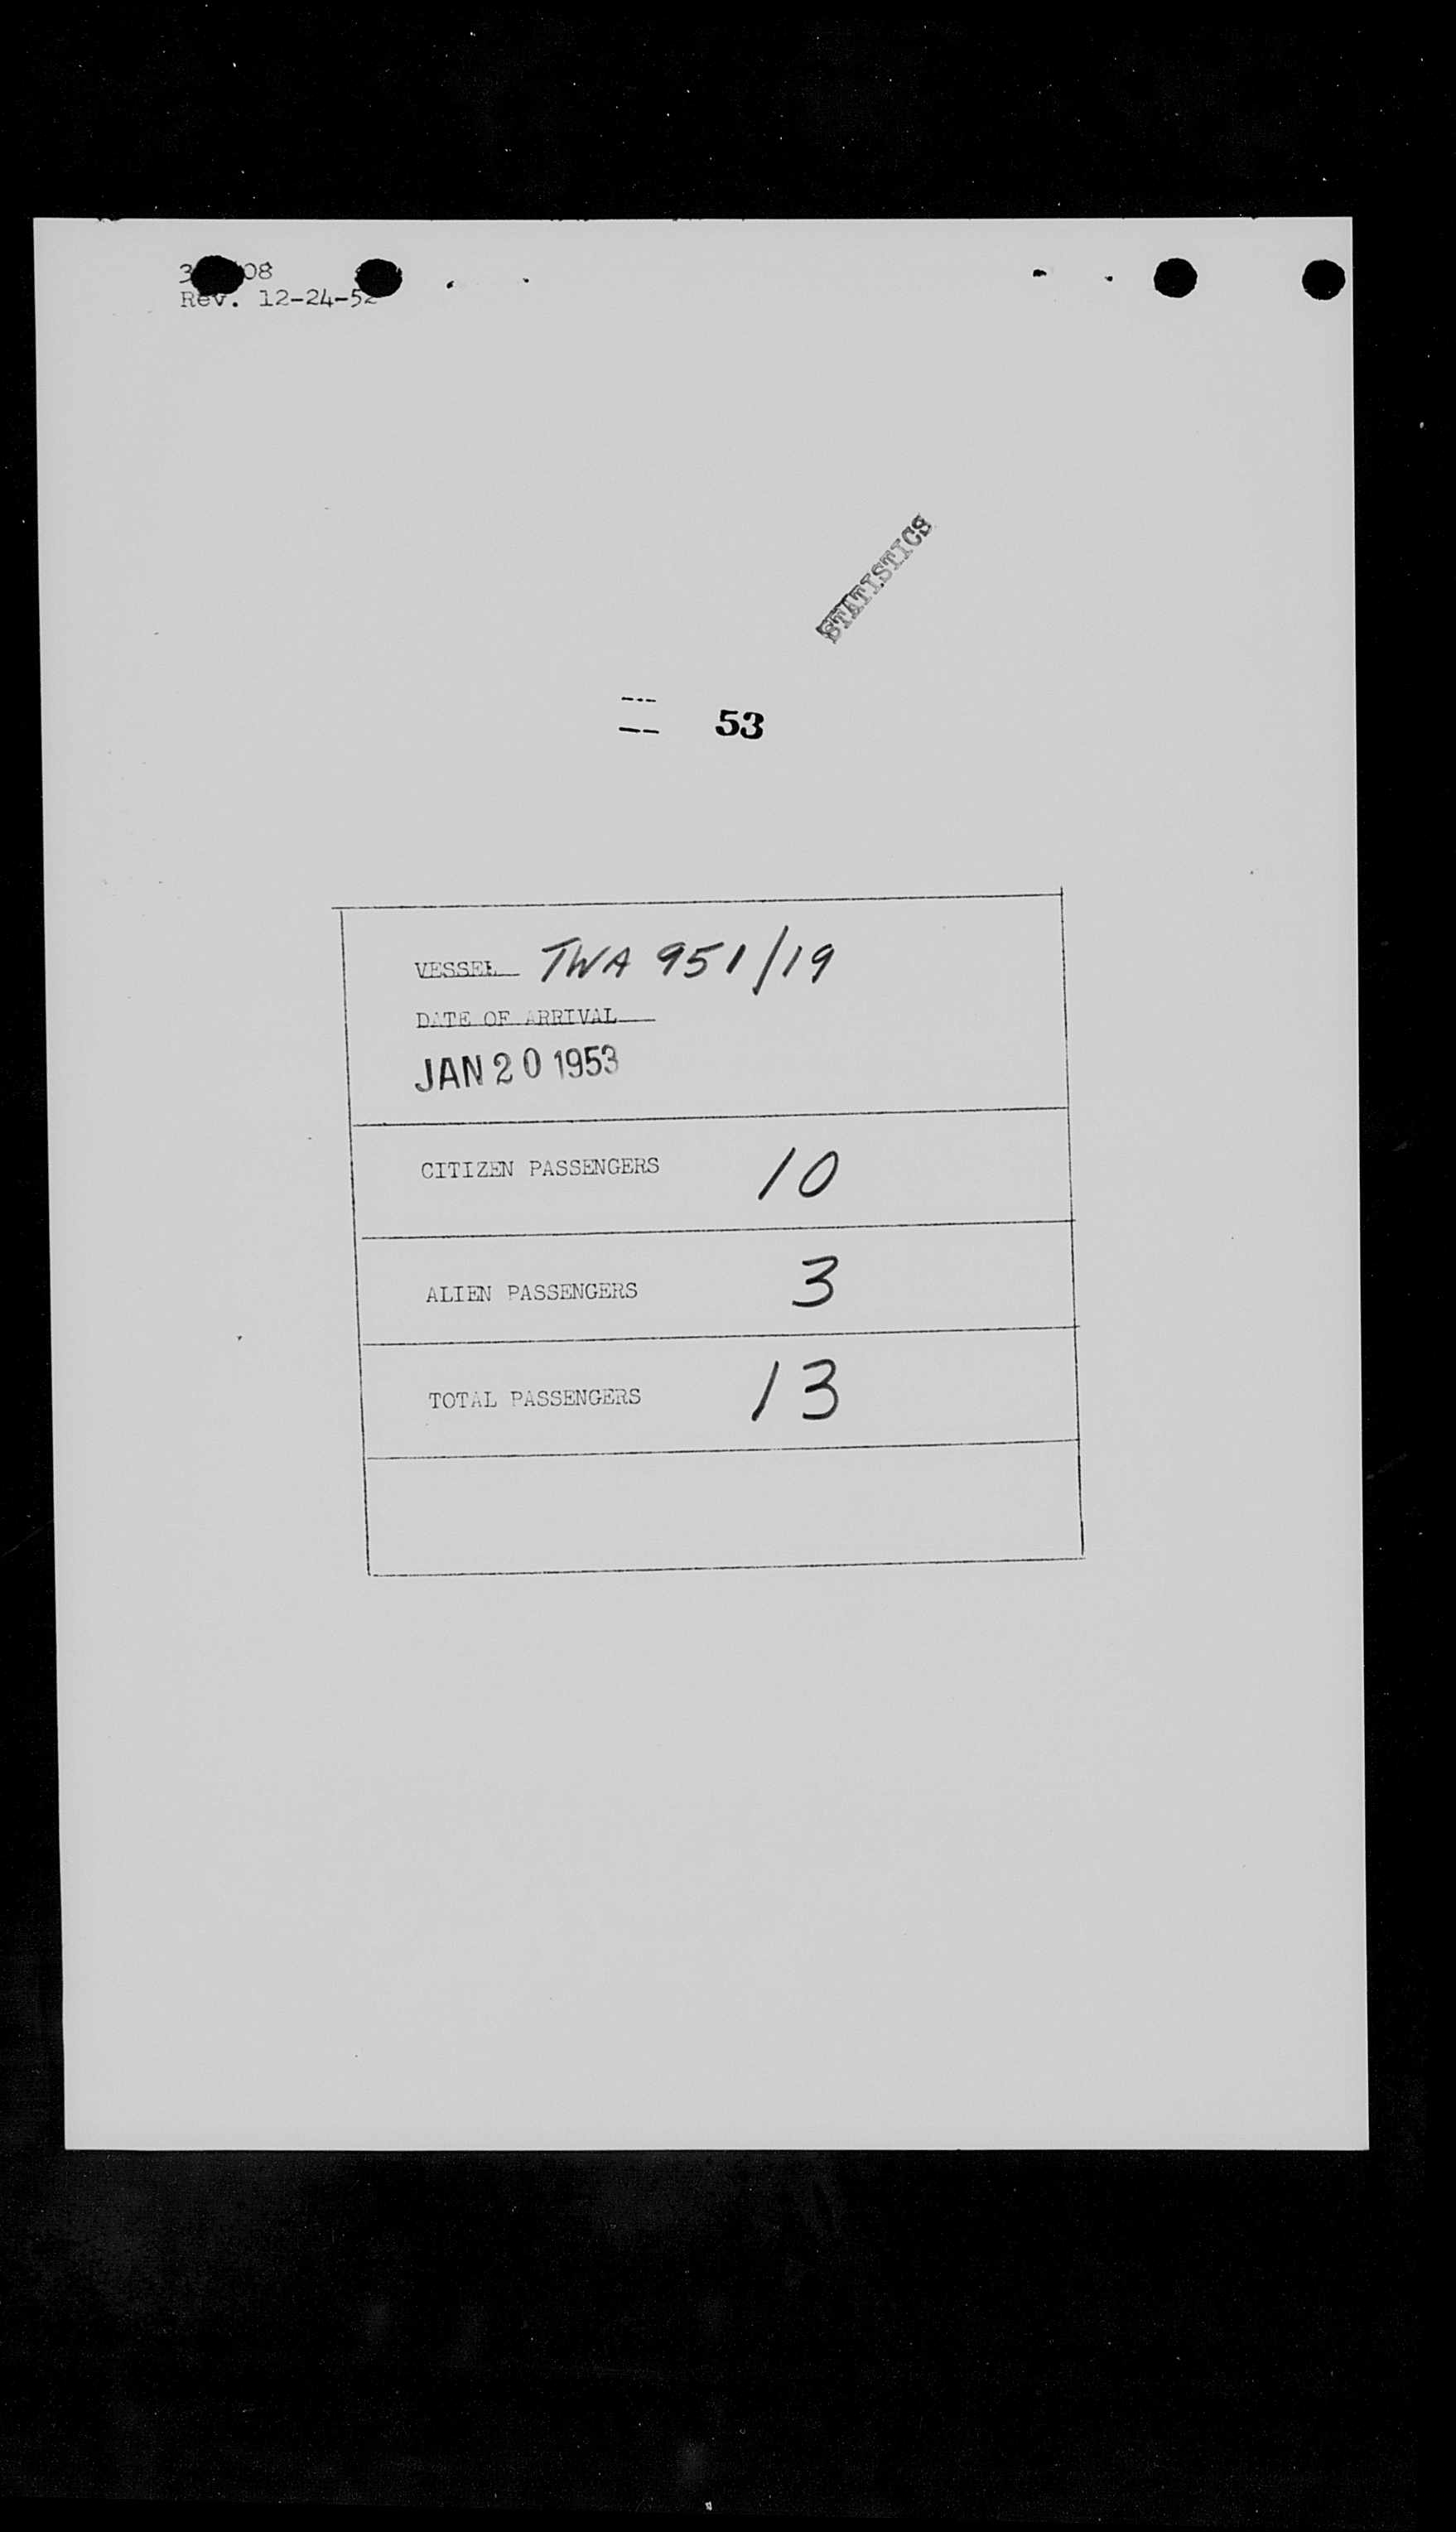 Rev. 12-24-52
STATISTICS
53
VESSEL TWA 951/19
DATE OF ARRIVAL
JAN 20 1953
CITIZEN PASSENGERS 10
ALIEN PASSENGERS 3
TOTAL PASSENGERS 13